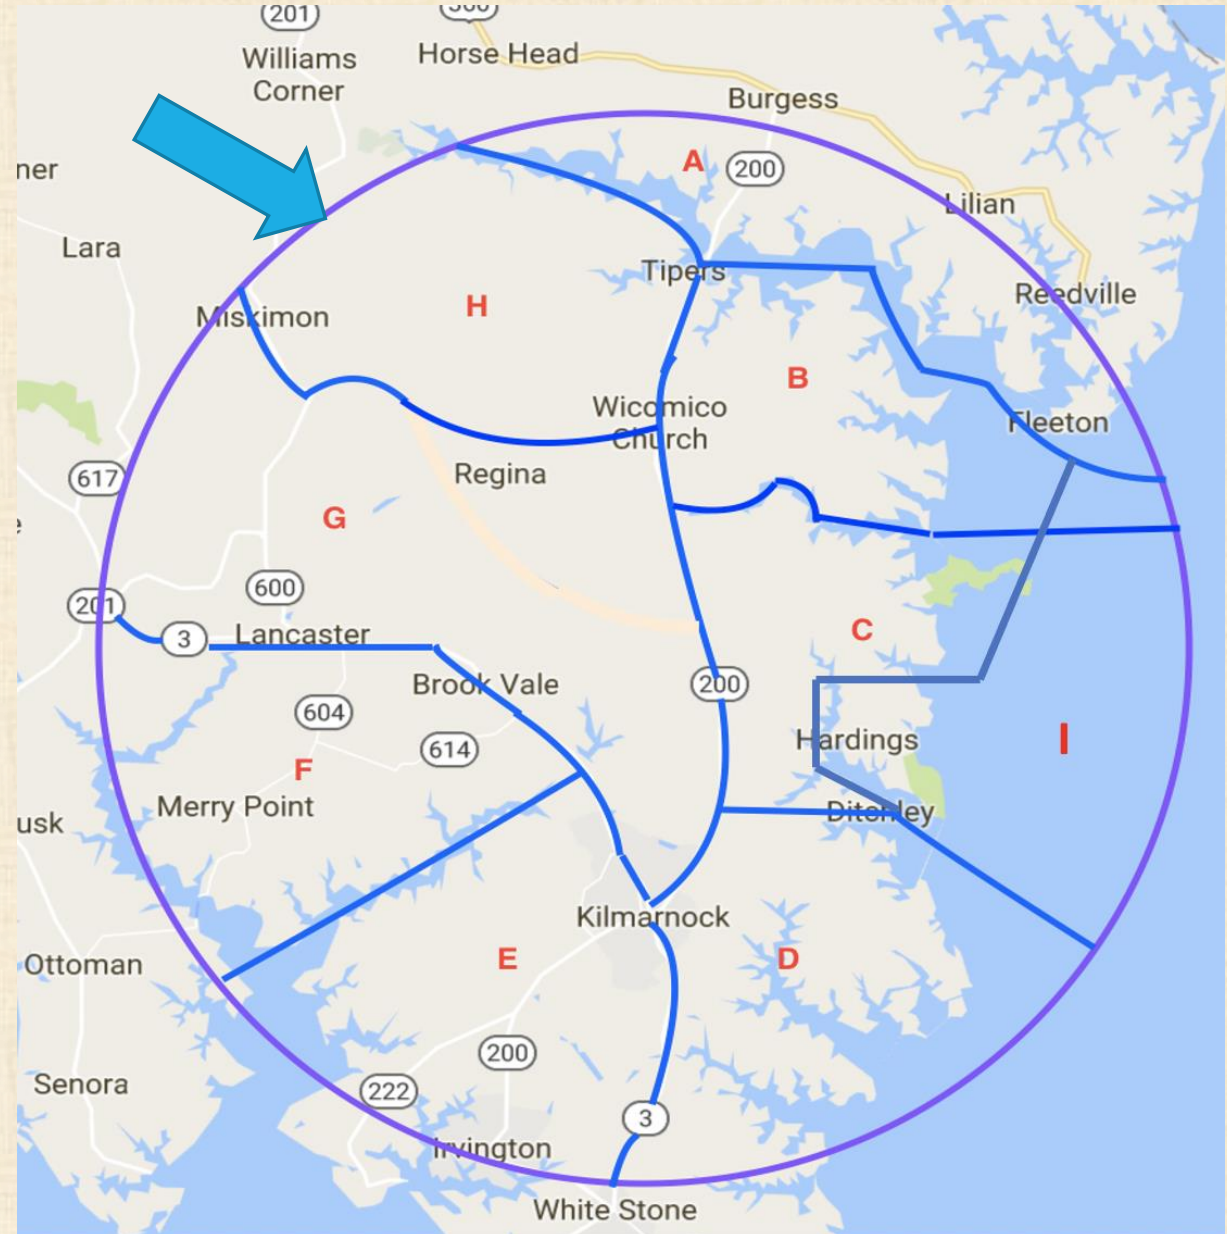 201
Williams
Corner
Horse Head
Burgess
A
200
ner
Lilian
Lara
Tipers
Reedville
H
Miskimon
B
Wicomico
Church
Fleeton
Regina
617
G
600
201
3
Lancaster
C
Brook Vale
200
604
614
Hardings
I
F
Merry Point
Ditchley
usk
Kilmarnock
E
D
Ottoman
200
Senora
222
3
Irvington
White Stone